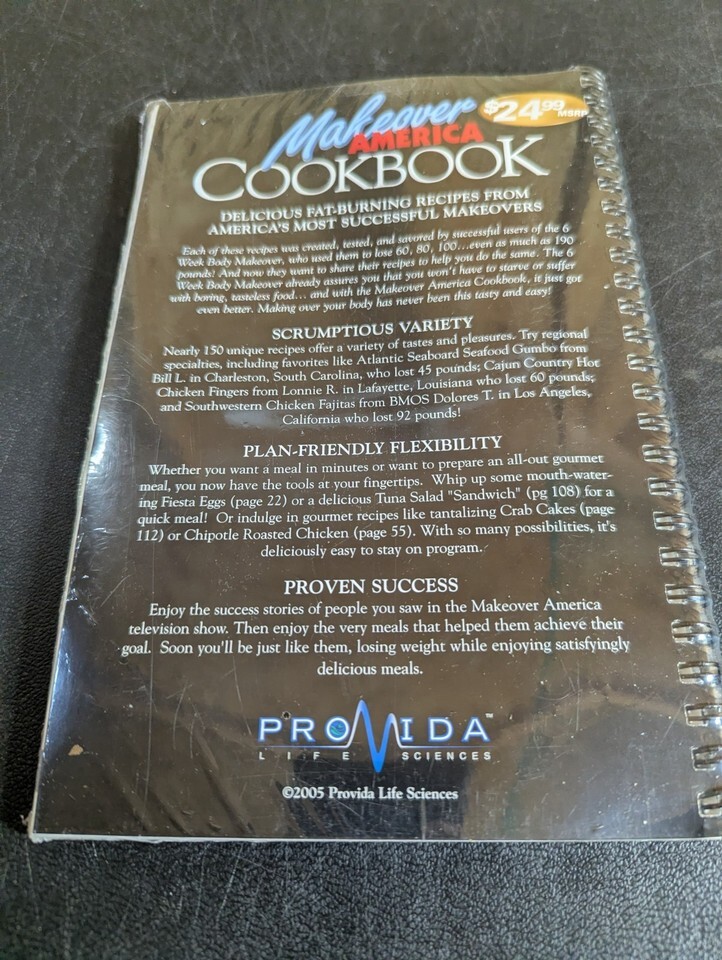 Makeover
$24.99 MSRP
AMERICA
COOKBOOK
DELICIOUS FAT-BURNING RECIPES FROM
AMERICA'S MOST SUCCESSFUL MAKEOVERS
Each of these recipes was created, tested, and savored by successful users of the 6
Week Body Makeover, who used them to lose 60, 80, 100...even as much as 190
pounds! And now they want to share their recipes to help you do the same. The 6
Week Body Makeover already assures you that you won't have to starve or suffer
with boring, tasteless food... and with the Makeover America Cookbook, it just got
even better. Making over your body has never been this tasty and easy!
SCRUMPTIOUS VARIETY
Nearly 150 unique recipes offer a variety of tastes and pleasures. Try regional
specialties, including favorites like Atlantic Seaboard Seafood Gumbo from
Bill L. in Charleston, South Carolina, who lost 45 pounds; Cajun Country Hot
Chicken Fingers from Lonnie R. in Lafayette, Louisiana who lost 60 pounds;
and Southwestern Chicken Fajitas from BMOS Dolores T. in Los Angeles,
California who lost 92 pounds!
PLAN-FRIENDLY FLEXIBILITY
Whether you want a meal in minutes or want to prepare an all-out gourmet
meal, you now have the tools at your fingertips. Whip up some mouth-water-
ing Fiesta Eggs (page 22) or a delicious Tuna Salad "Sandwich" (pg 108) for a
quick meal! Or indulge in gourmet recipes like tantalizing Crab Cakes (page
112) or Chipotle Roasted Chicken (page 55). With so many possibilities, it's
deliciously easy to stay on program.
PROVEN SUCCESS
Enjoy the success stories of people you saw in the Makeover America
television show. Then enjoy the very meals that helped them achieve their
goal. Soon you'll be just like them, losing weight while enjoying satisfyingly
delicious meals.
PROVIDA™
LIFE SCIENCES
©2005 Provida Life Sciences